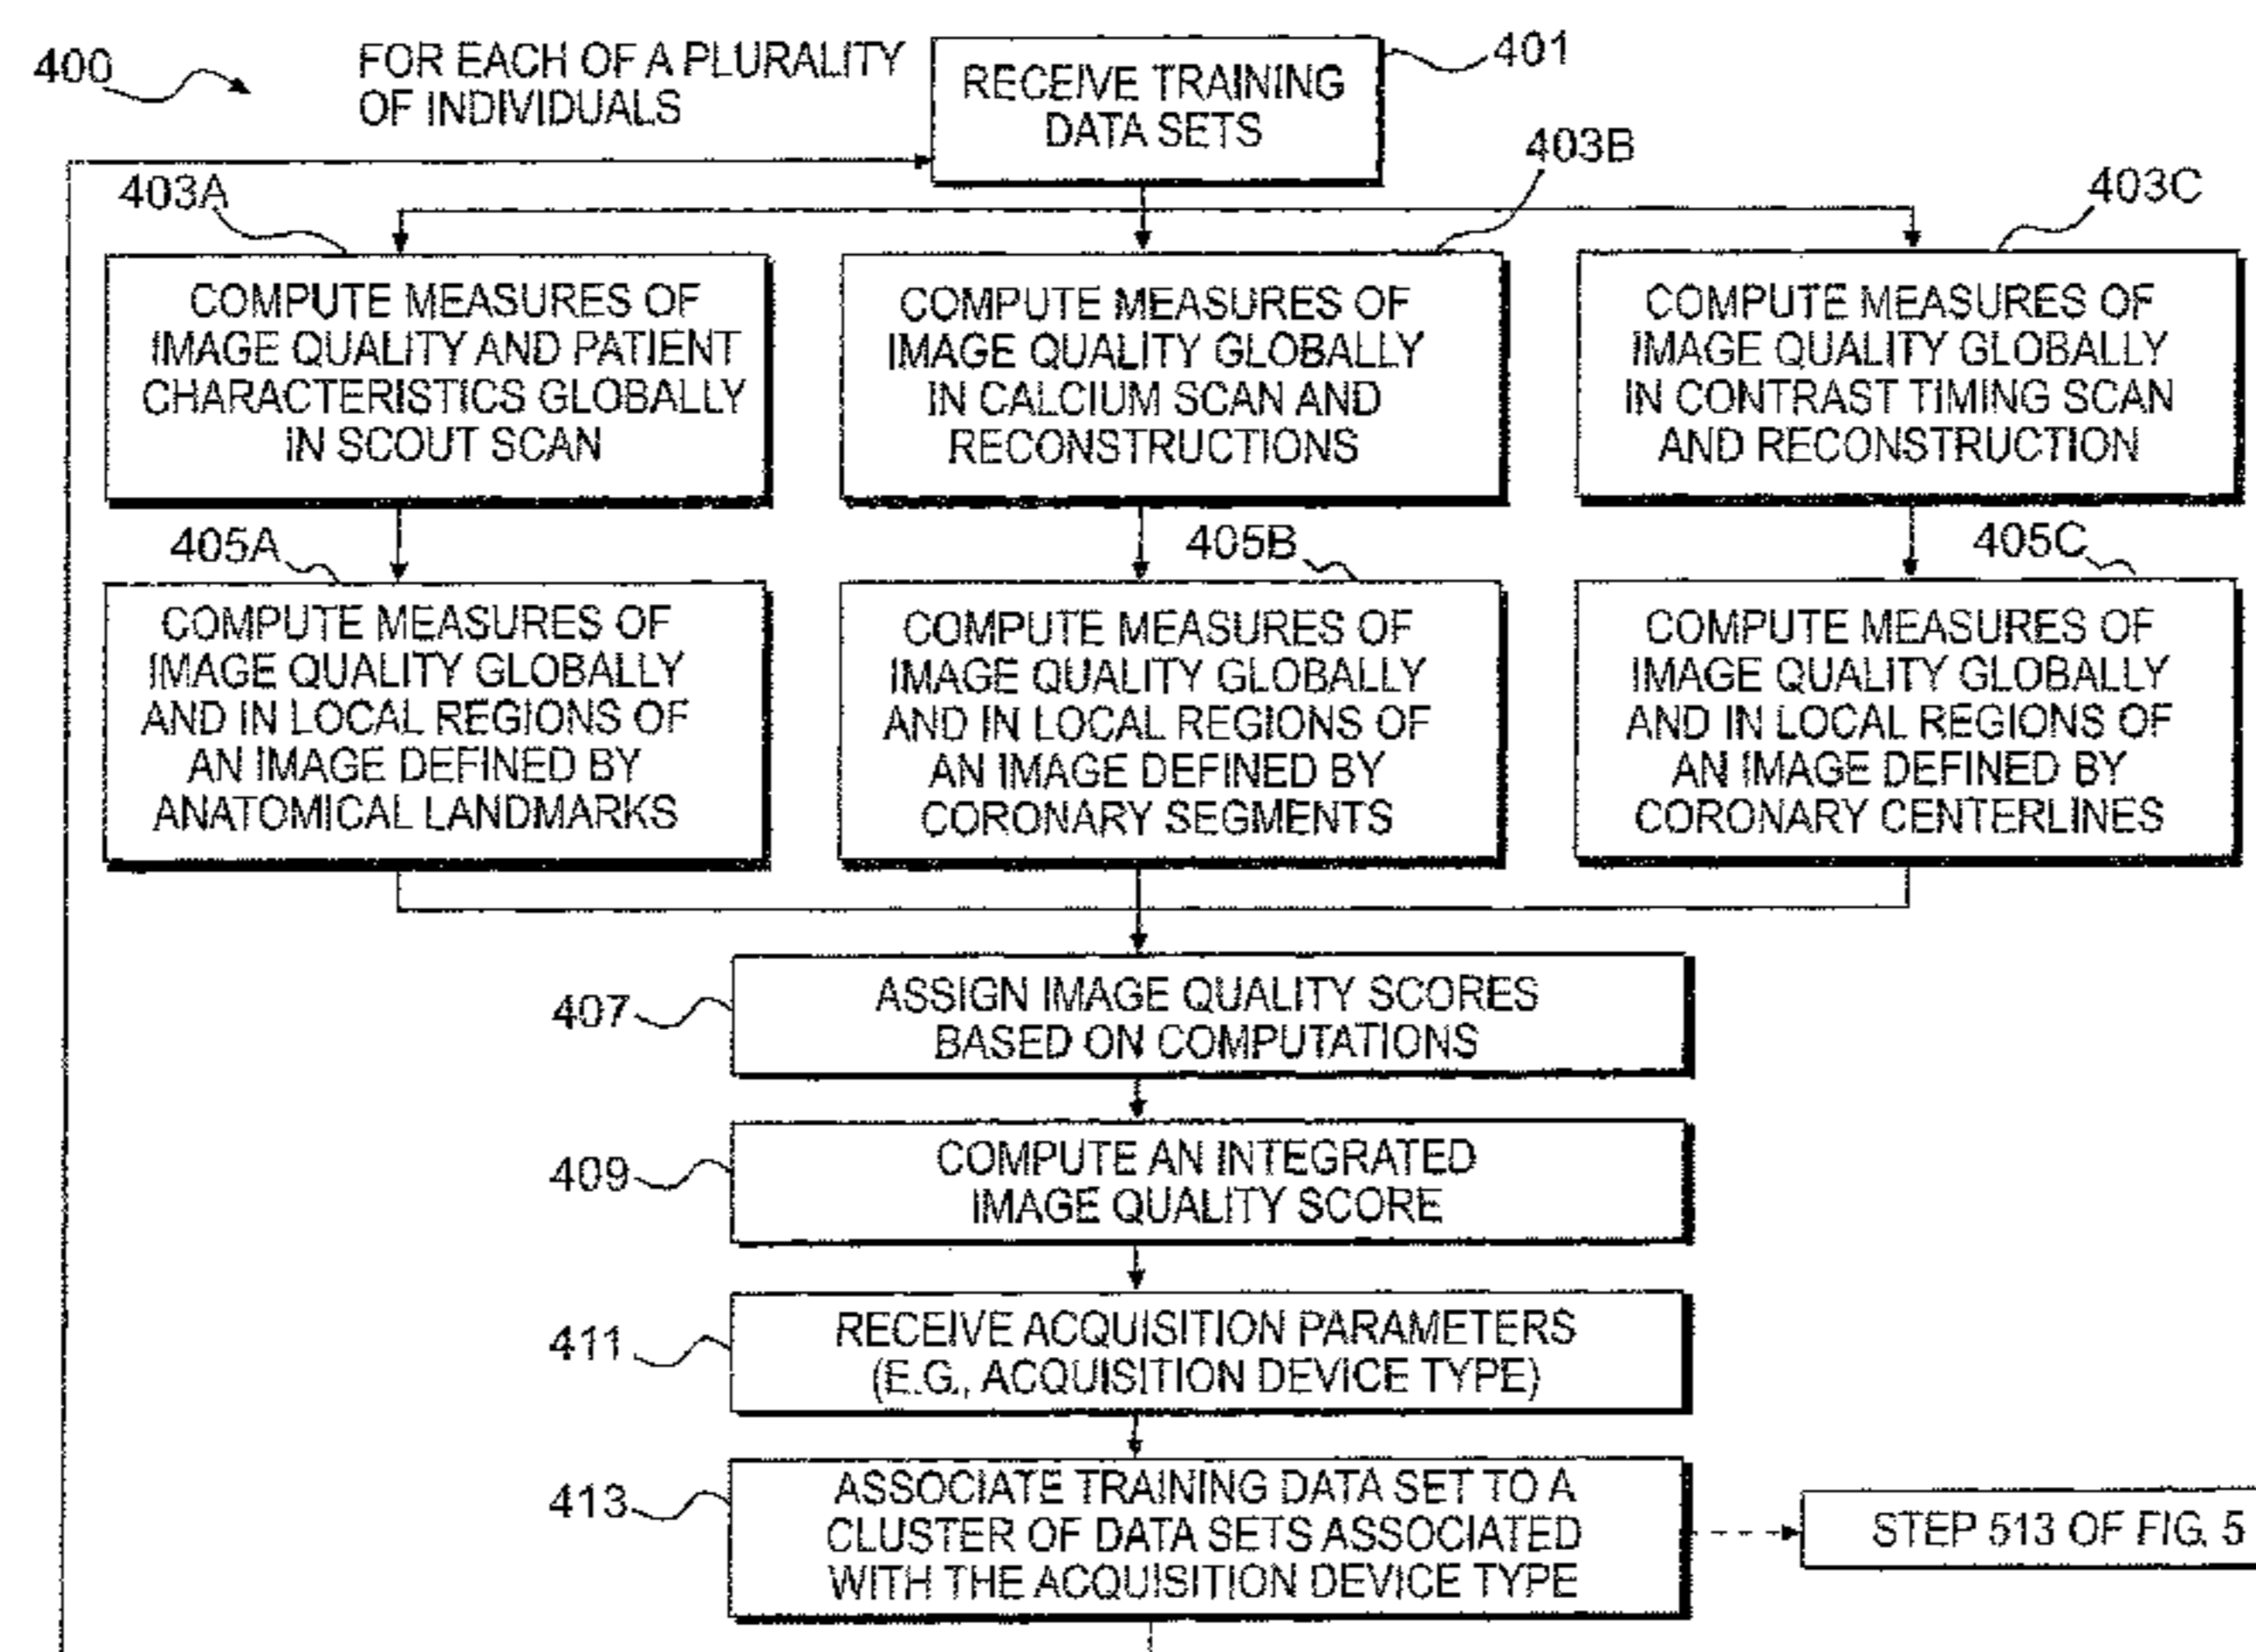 400
FOR EACH OF A PLURALITY
OF INDIVIDUALS
RECEIVE TRAINING
DATA SETS
401
403A
403B
403C
COMPUTE MEASURES OF
IMAGE QUALITY AND PATIENT
CHARACTERISTICS GLOBALLY
IN SCOUT SCAN
COMPUTE MEASURES OF
IMAGE QUALITY GLOBALLY
IN CALCIUM SCAN AND
RECONSTRUCTIONS
COMPUTE MEASURES OF
IMAGE QUALITY GLOBALLY
IN CONTRAST TIMING SCAN
AND RECONSTRUCTION
405A
405B
405C
COMPUTE MEASURES OF
IMAGE QUALITY GLOBALLY
AND IN LOCAL REGIONS OF
AN IMAGE DEFINED BY
ANATOMICAL LANDMARKS
COMPUTE MEASURES OF
IMAGE QUALITY GLOBALLY
AND IN LOCAL REGIONS OF
AN IMAGE DEFINED BY
CORONARY SEGMENTS
COMPUTE MEASURES OF
IMAGE QUALITY GLOBALLY
AND IN LOCAL REGIONS OF
AN IMAGE DEFINED BY
CORONARY CENTERLINES
407
ASSIGN IMAGE QUALITY SCORES
BASED ON COMPUTATIONS
409
COMPUTE AN INTEGRATED
IMAGE QUALITY SCORE
411
RECEIVE ACQUISITION PARAMETERS
(E.G., ACQUISITION DEVICE TYPE)
413
ASSOCIATE TRAINING DATA SET TO A
CLUSTER OF DATA SETS ASSOCIATED
WITH THE ACQUISITION DEVICE TYPE
STEP 513 OF FIG. 5